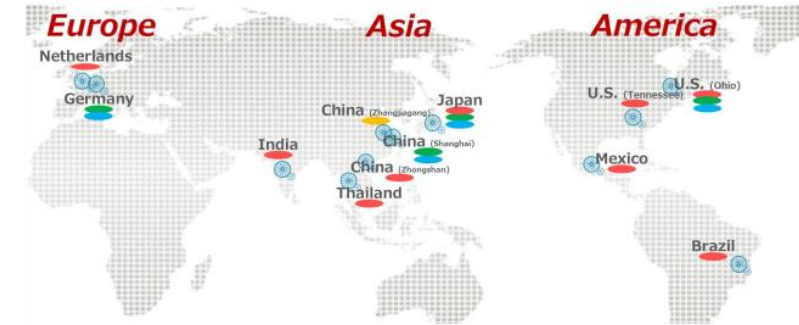 Europe
Asia
America
Netherlands
Germany
India
China (Zhangjiagang)
Japan
China (Shanghai)
China (Zhongshan)
Thailand
U.S. (Tennessee)
U.S. (Ohio)
Mexico
Brazil